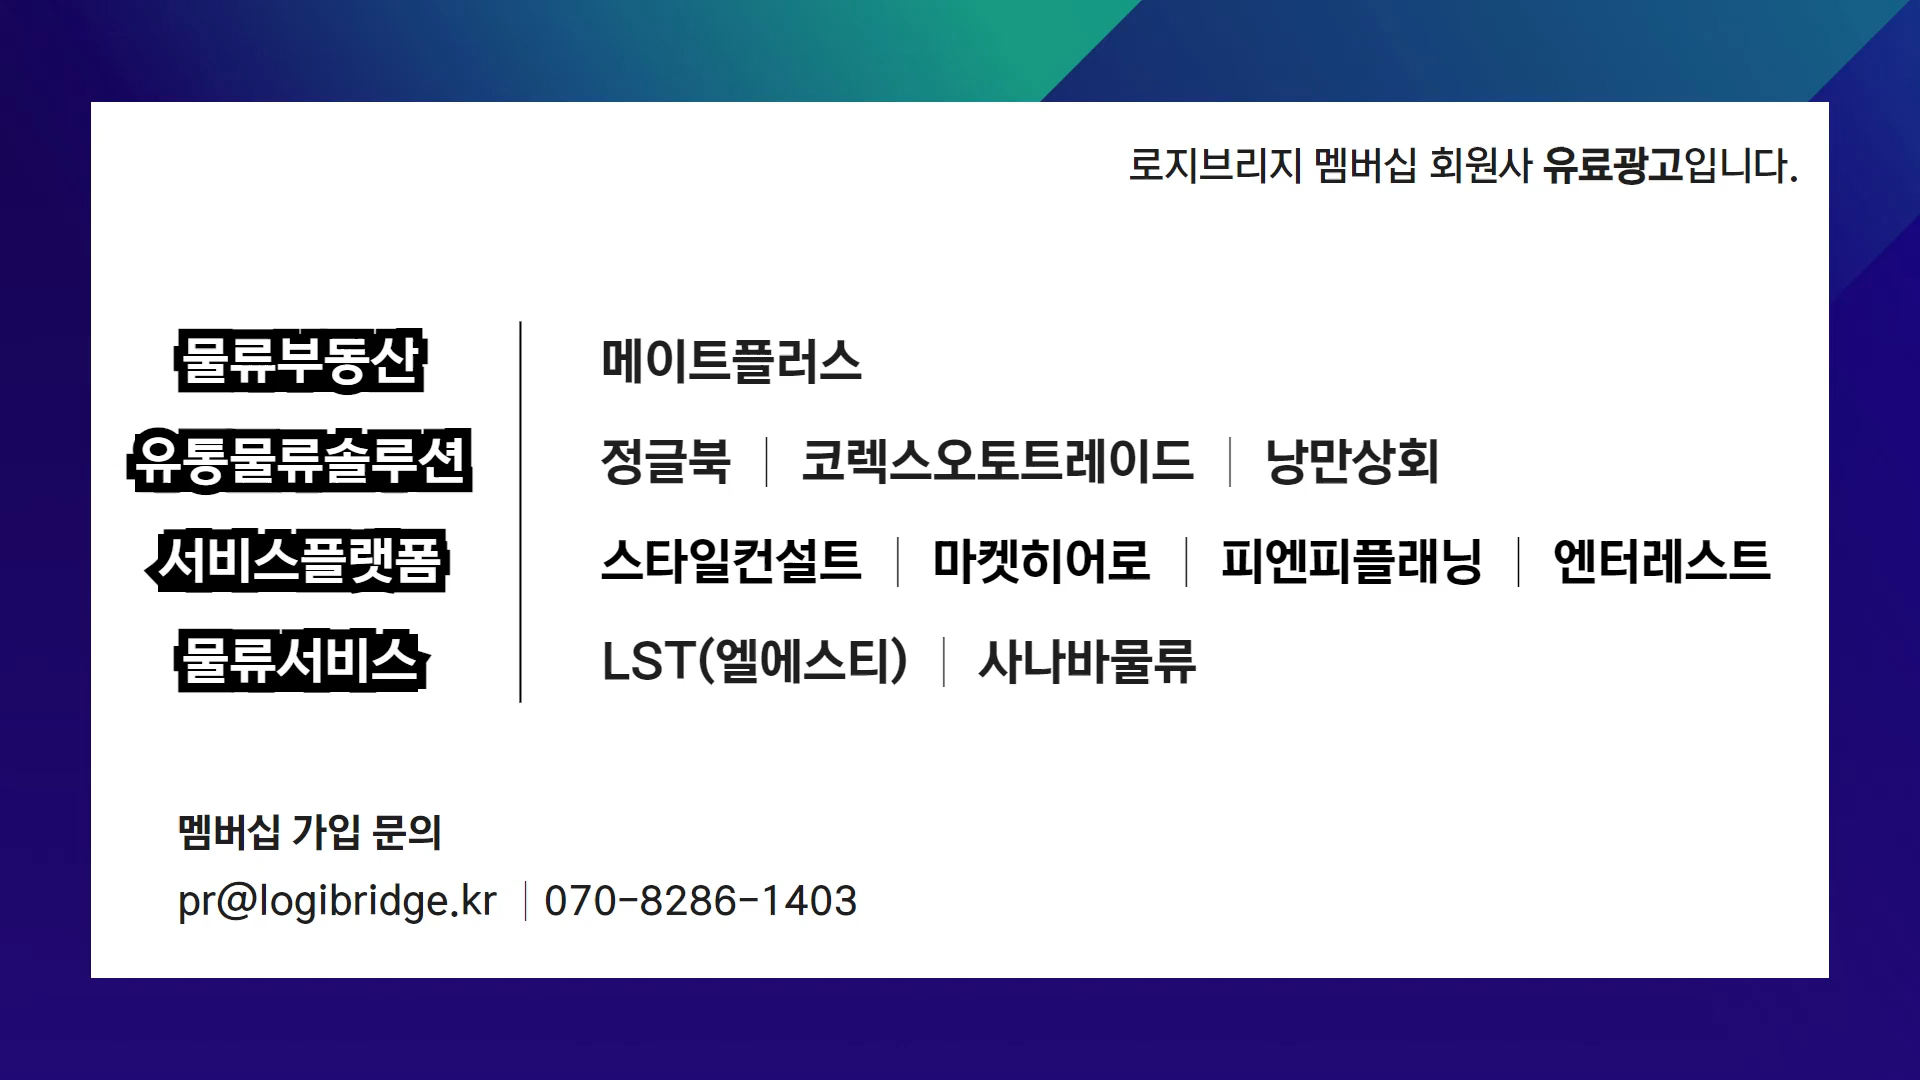 로지브리지 멤버십 회원사 유료광고입니다.
물류부동산 메이트플러스
유통물류솔루션 정글북 | 코렉스오토트레이드 | 낭만상회
서비스플랫폼 스타일컨설트 | 마켓히어로 | 피엔피플래닝 | 엔터레스트
물류서비스 LST(엘에스티) | 사나바물류
멤버십 가입 문의
pr@logibridge.kr | 070-8286-1403